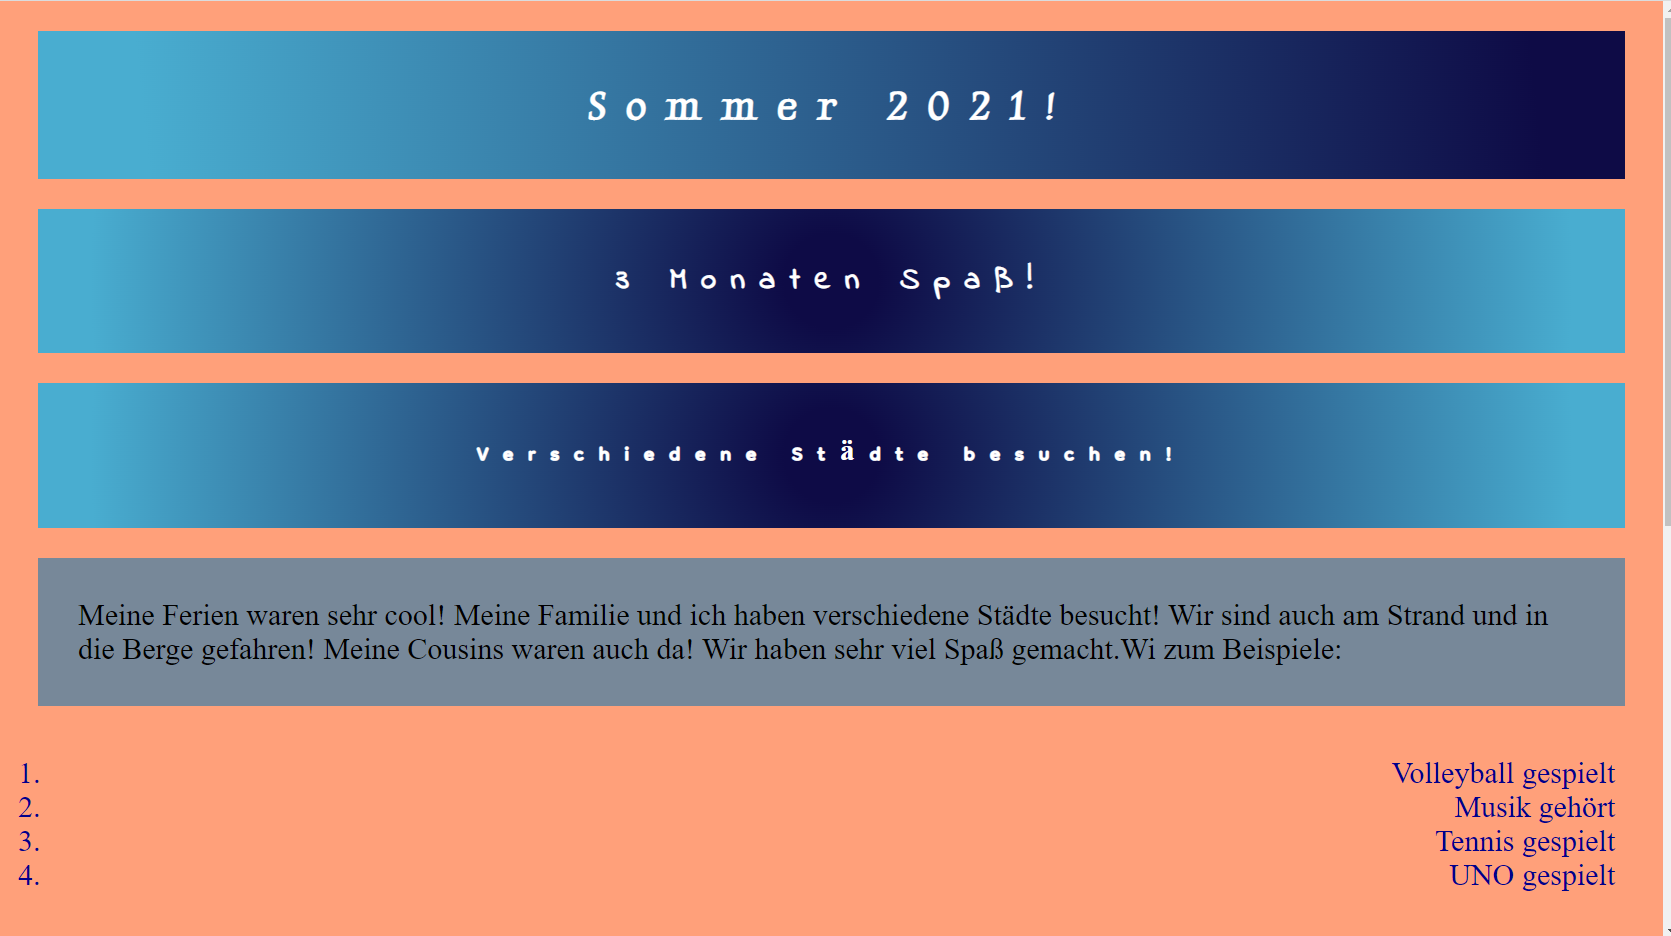 Sommer 2021!
3 Monaten Spaß!
Verschiedene Städte besuchen!
Meine Ferien waren sehr cool! Meine Familie und ich haben verschiedene Städte besucht! Wir sind auch am Strand und in
die Berge gefahren! Meine Cousins waren auch da! Wir haben sehr viel Spaß gemacht.Wi zum Beispiele:
1. Volleyball gespielt
2. Musik gehört
3. Tennis gespielt
4. UNO gespielt